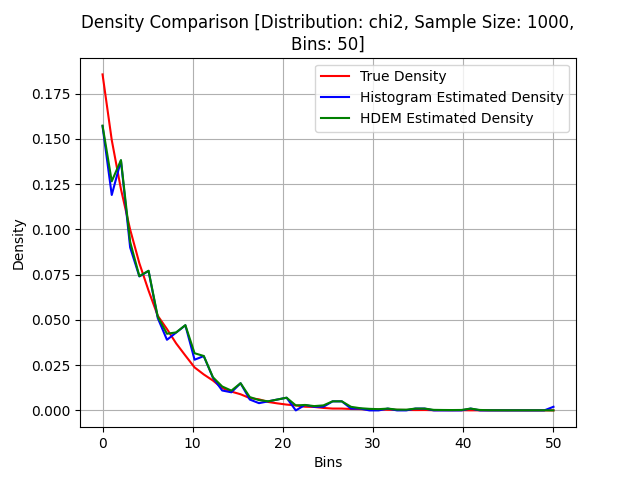 Density Comparison [Distribution: chi2, Sample Size: 1000,
Bins: 50]
True Density
Histogram Estimated Density
HDEM Estimated Density
Density
0.175
0.150
0.125
0.100
0.075
0.050
0.025
0.000
0 10 20 30 40 50
Bins